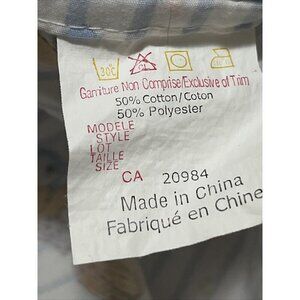 30°C
Garniture Non Comprise/Exclusive of Trim
50% Cotton/Coton
50% Polyester
MODELE
STYLE
LOT
TAILLE
SIZE
CA 20984
Made in China
Fabriqué en Chine